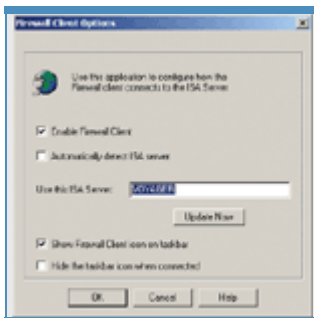 Firewall Client Options
Use this application to configure how the
Firewall client connects to the ISA Server
Enable Firewall Client
Automatically detect ISA server
Use this ISA Server: VOYAGER
Update Now
Show Firewall Client icon on taskbar
Hide the taskbar icon when connected
OK Cancel Help